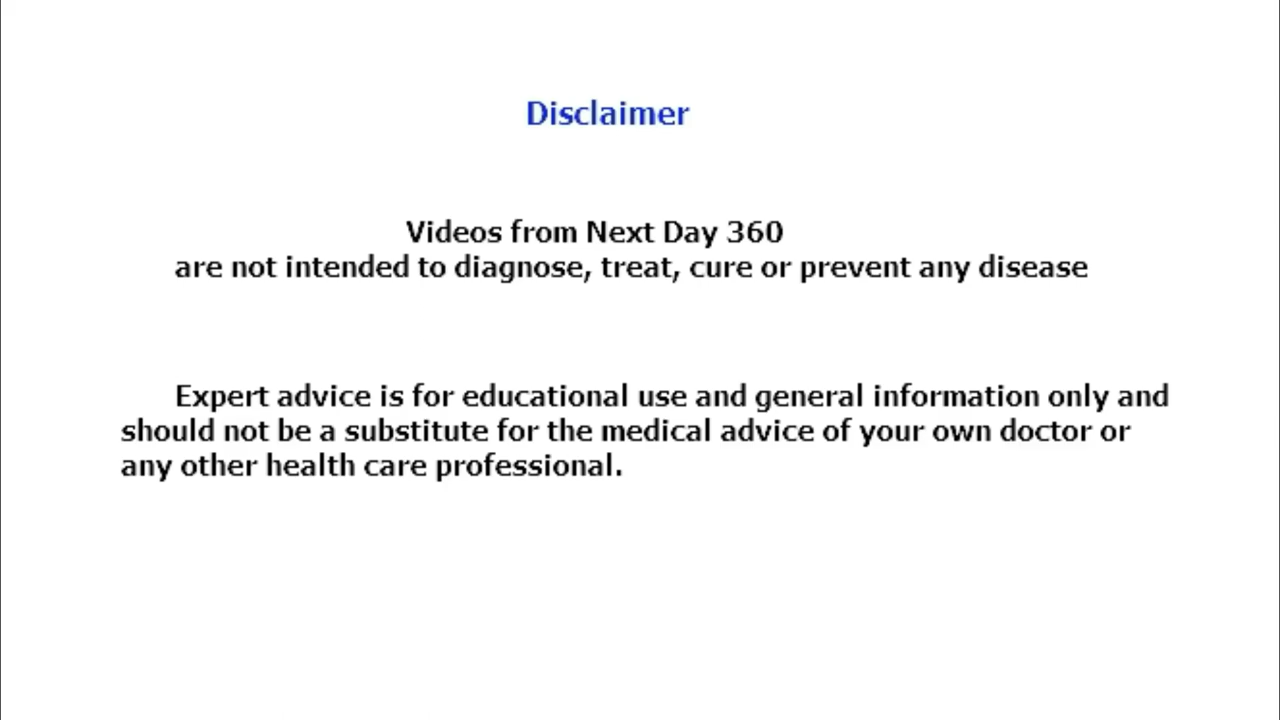 Disclaimer
Videos from Next Day 360
are not intended to diagnose, treat, cure or prevent any disease
Expert advice is for educational use and general information only and
should not be a substitute for the medical advice of your own doctor or
any other health care professional.